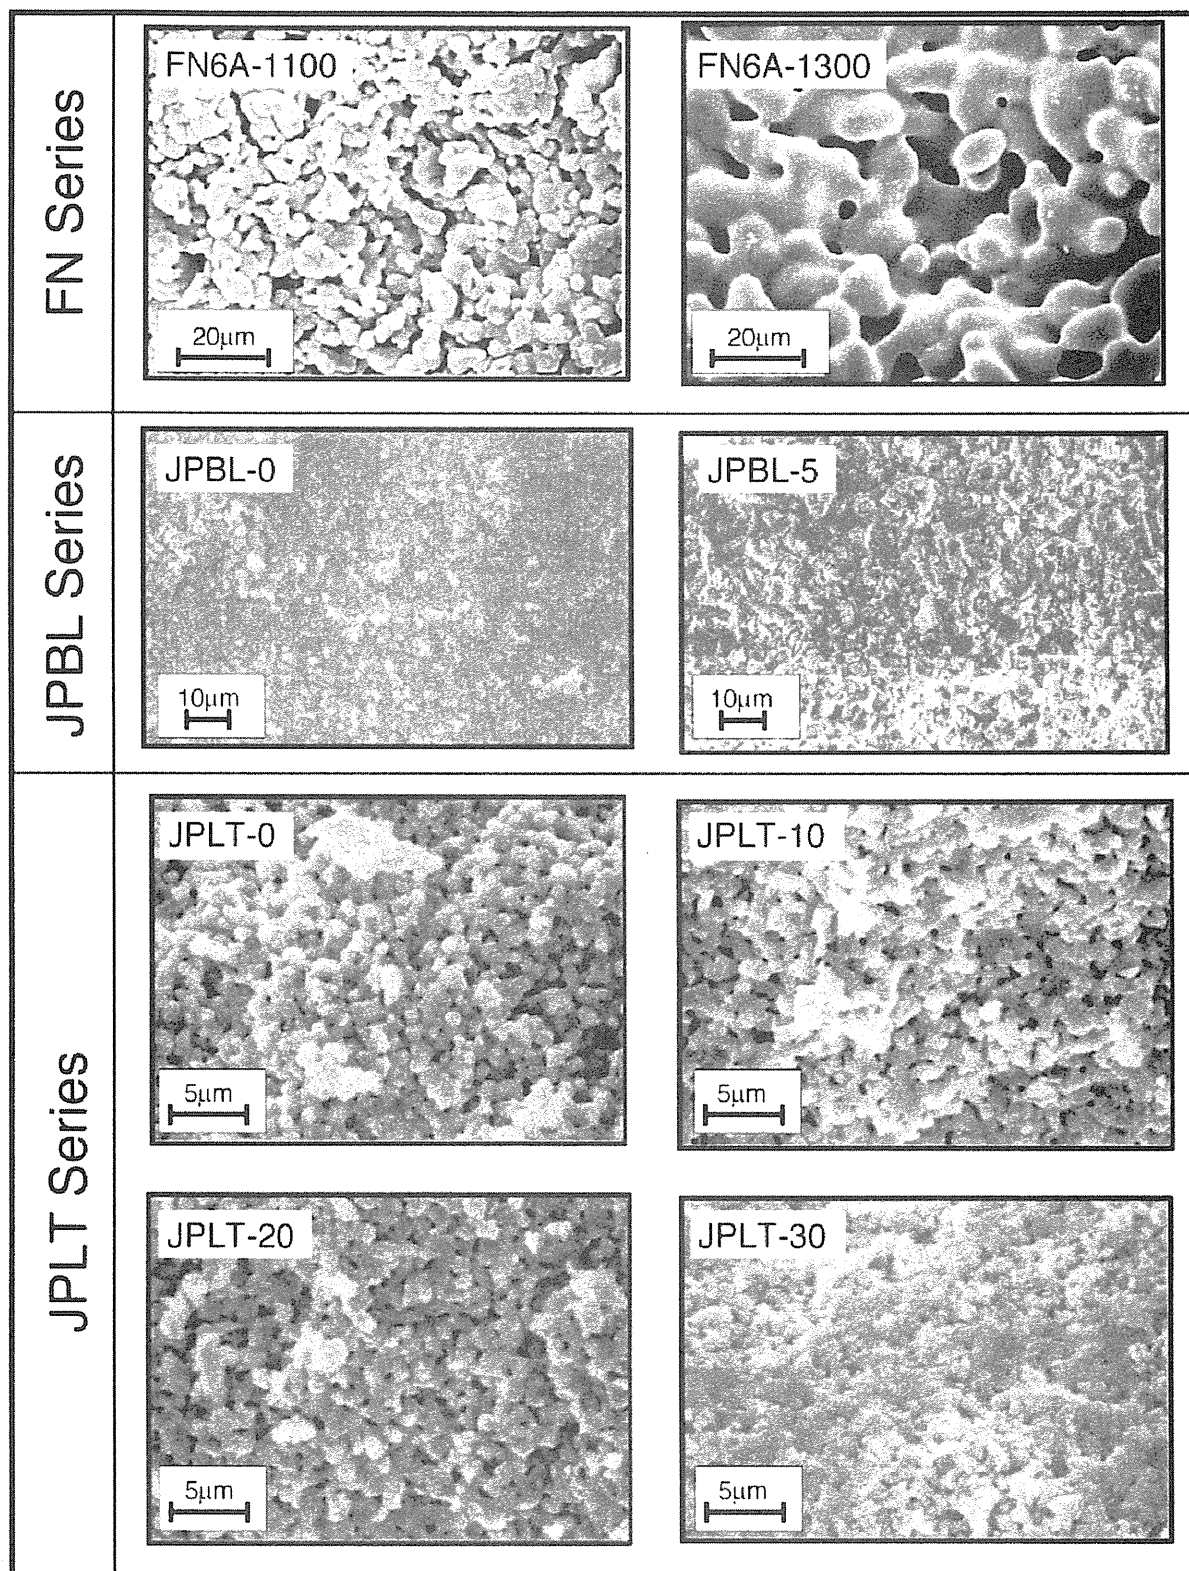 FN Series
FN6A-1100
20μm
FN6A-1300
20μm
JPBL Series
JPBL-0
10μm
JPBL-5
10μm
JPLT Series
JPLT-0
5μm
JPLT-10
5μm
JPLT-20
5μm
JPLT-30
5μm